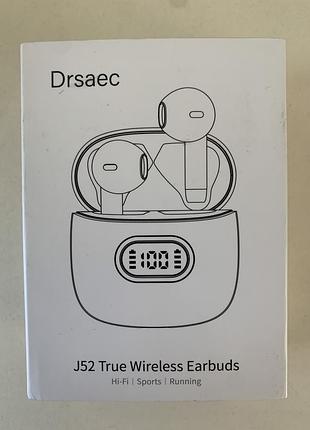 Drsaec
100
J52 True Wireless Earbuds
Hi-Fi | Sports | Running